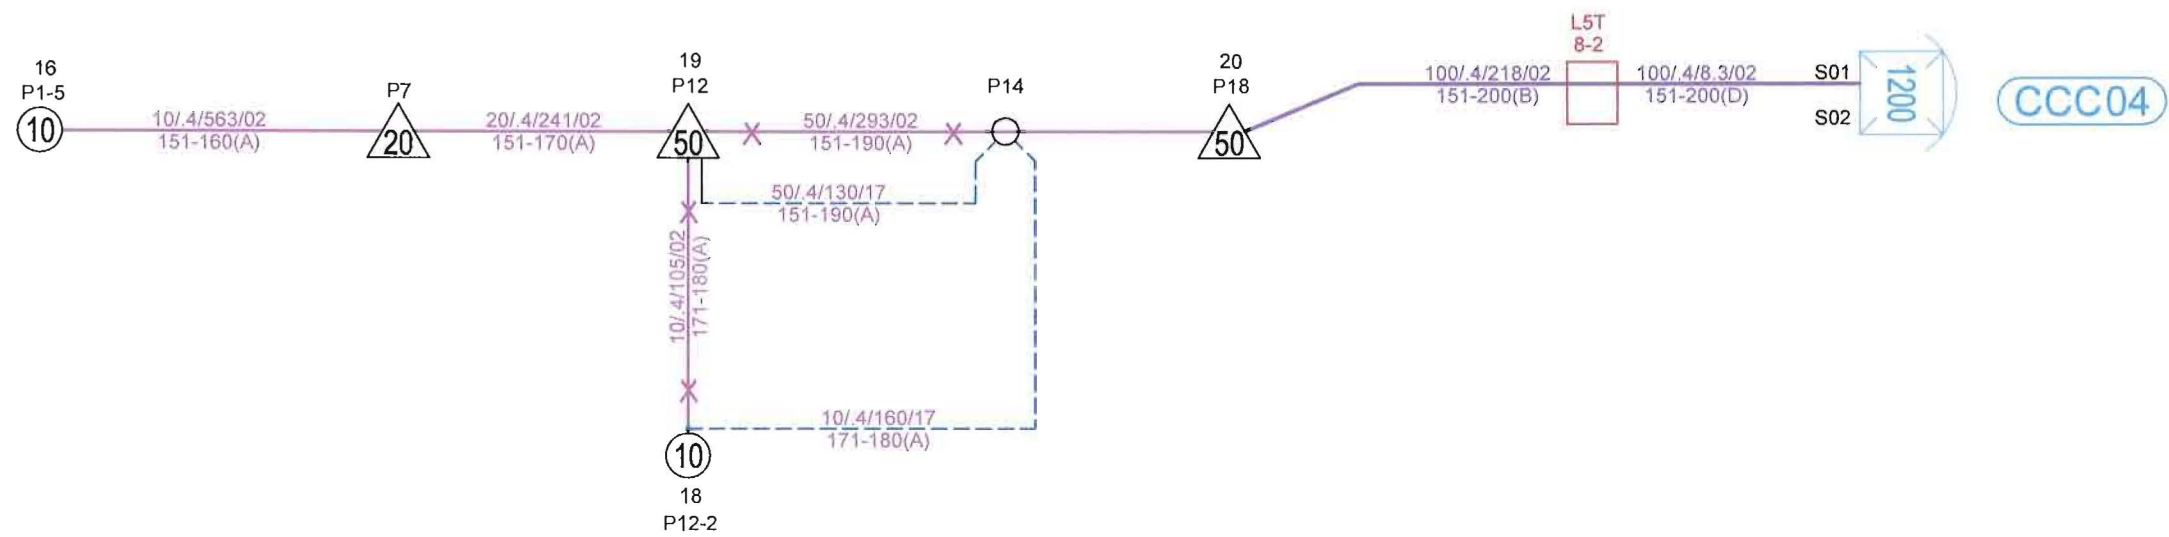 16
P1-5
10
10/.4/563/02
151-160(A)
P7
20
20/.4/241/02
151-170(A)
19
P12
50
50/.4/293/02
151-190(A)
P14
50/.4/130/17
151-190(A)
10/.4/105/02
171-180(A)
10/.4/160/17
171-180(A)
10
18
P12-2
20
P18
50
100/.4/218/02
151-200(B)
L5T
8-2
100/.4/8.3/02
151-200(D)
S01
S02
1200
CCC04